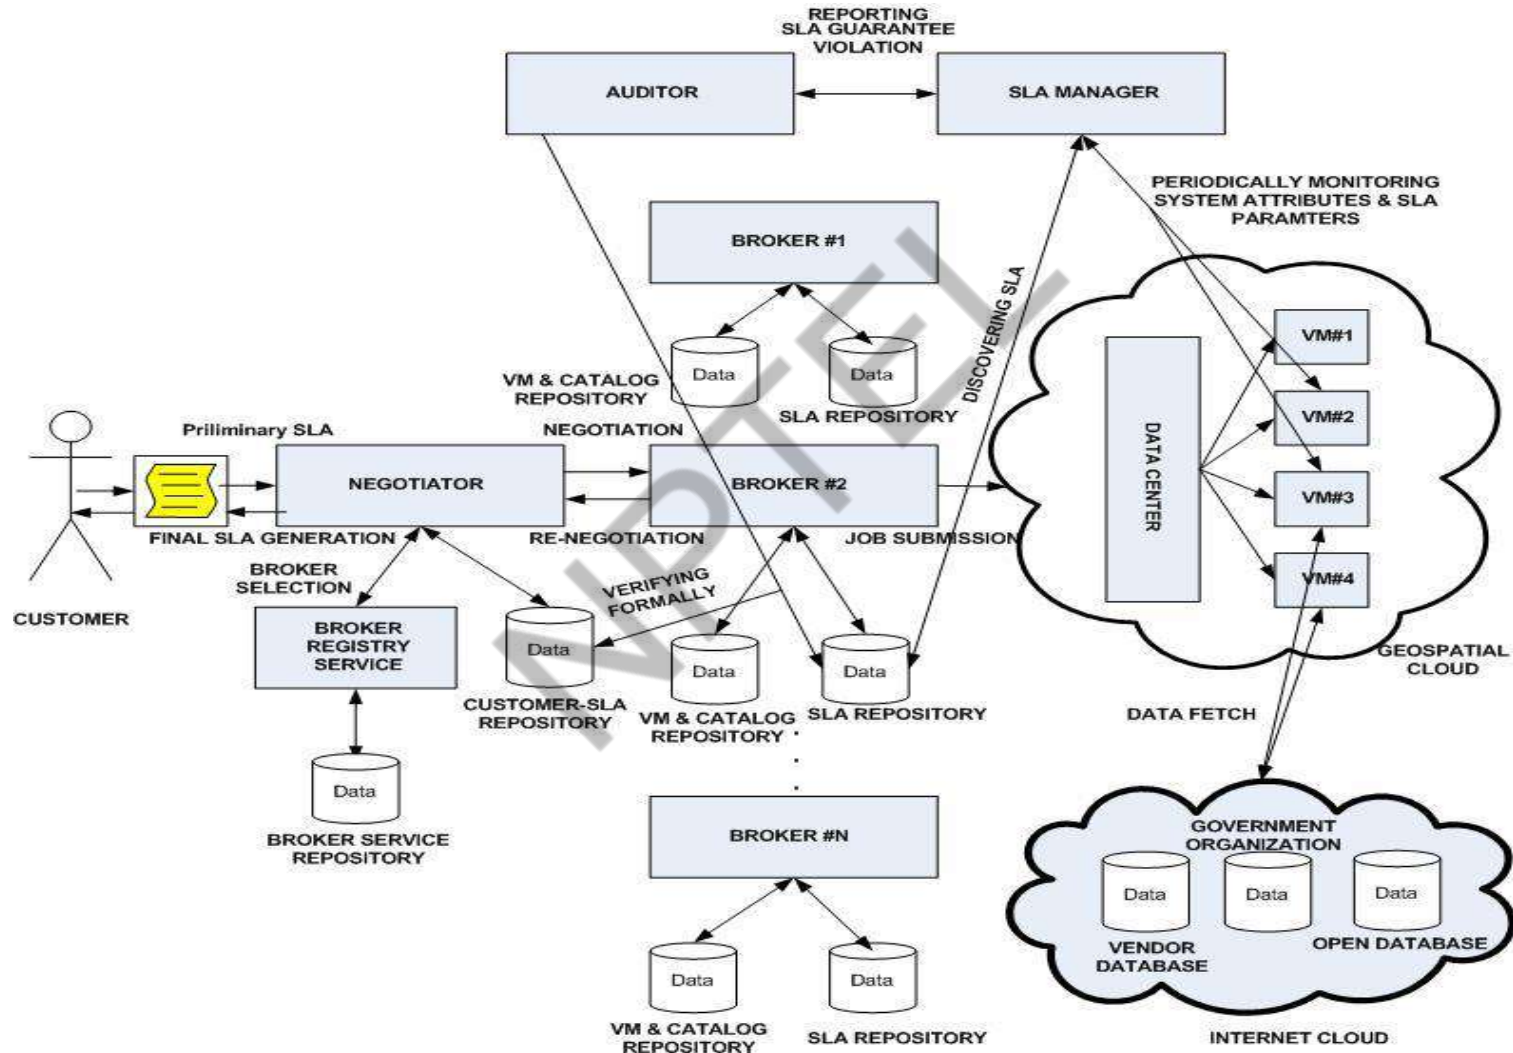 REPORTING
SLA GUARANTEE
VIOLATION
AUDITOR
SLA MANAGER
PERIODICALLY MONITORING
SYSTEM ATTRIBUTES & SLA
PARAMTERS
BROKER #1
DISCOVERING SLA
Data
Data
VM & CATALOG
REPOSITORY
SLA REPOSITORY
DATA CENTER
VM#1
VM#2
VM#3
VM#4
Priliminary SLA
NEGOTIATION
NEGOTIATOR
BROKER #2
FINAL SLA GENERATION
RE-NEGOTIATION
JOB SUBMISSION
BROKER
SELECTION
VERIFYING
FORMALLY
CUSTOMER
BROKER
REGISTRY
SERVICE
Data
Data
Data
CUSTOMER-SLA
REPOSITORY
VM & CATALOG
REPOSITORY
SLA REPOSITORY
GEOSPATIAL
CLOUD
DATA FETCH
Data
BROKER SERVICE
REPOSITORY
BROKER #N
GOVERNMENT
ORGANIZATION
Data
Data
Data
VENDOR
DATABASE
OPEN DATABASE
Data
Data
VM & CATALOG
REPOSITORY
SLA REPOSITORY
INTERNET CLOUD
NPTEL